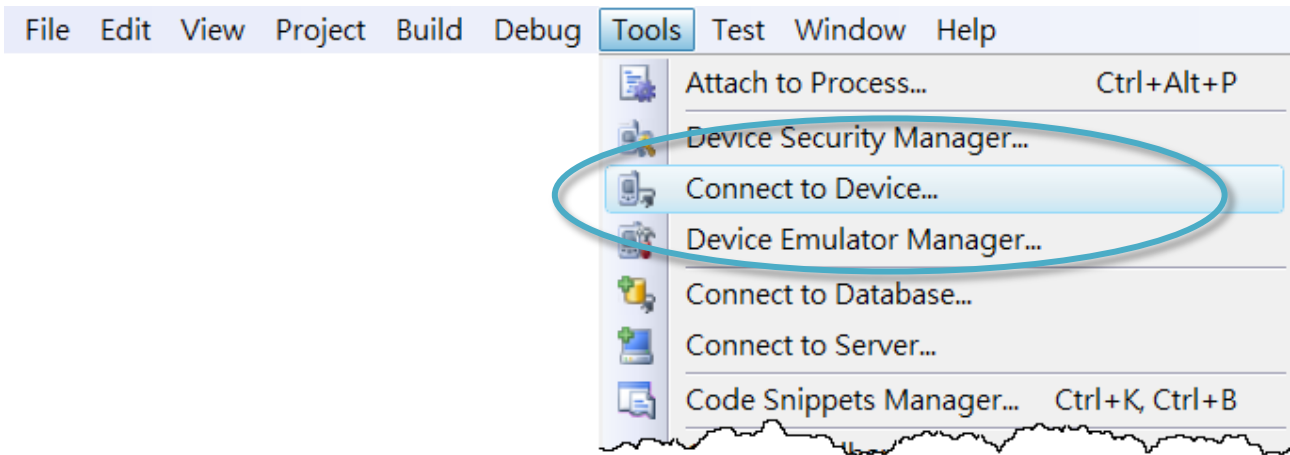 File Edit View Project Build Debug Tools Test Window Help
Attach to Process... Ctrl+Alt+P
Device Security Manager...
Connect to Device...
Device Emulator Manager...
Connect to Database...
Connect to Server...
Code Snippets Manager... Ctrl+K, Ctrl+B